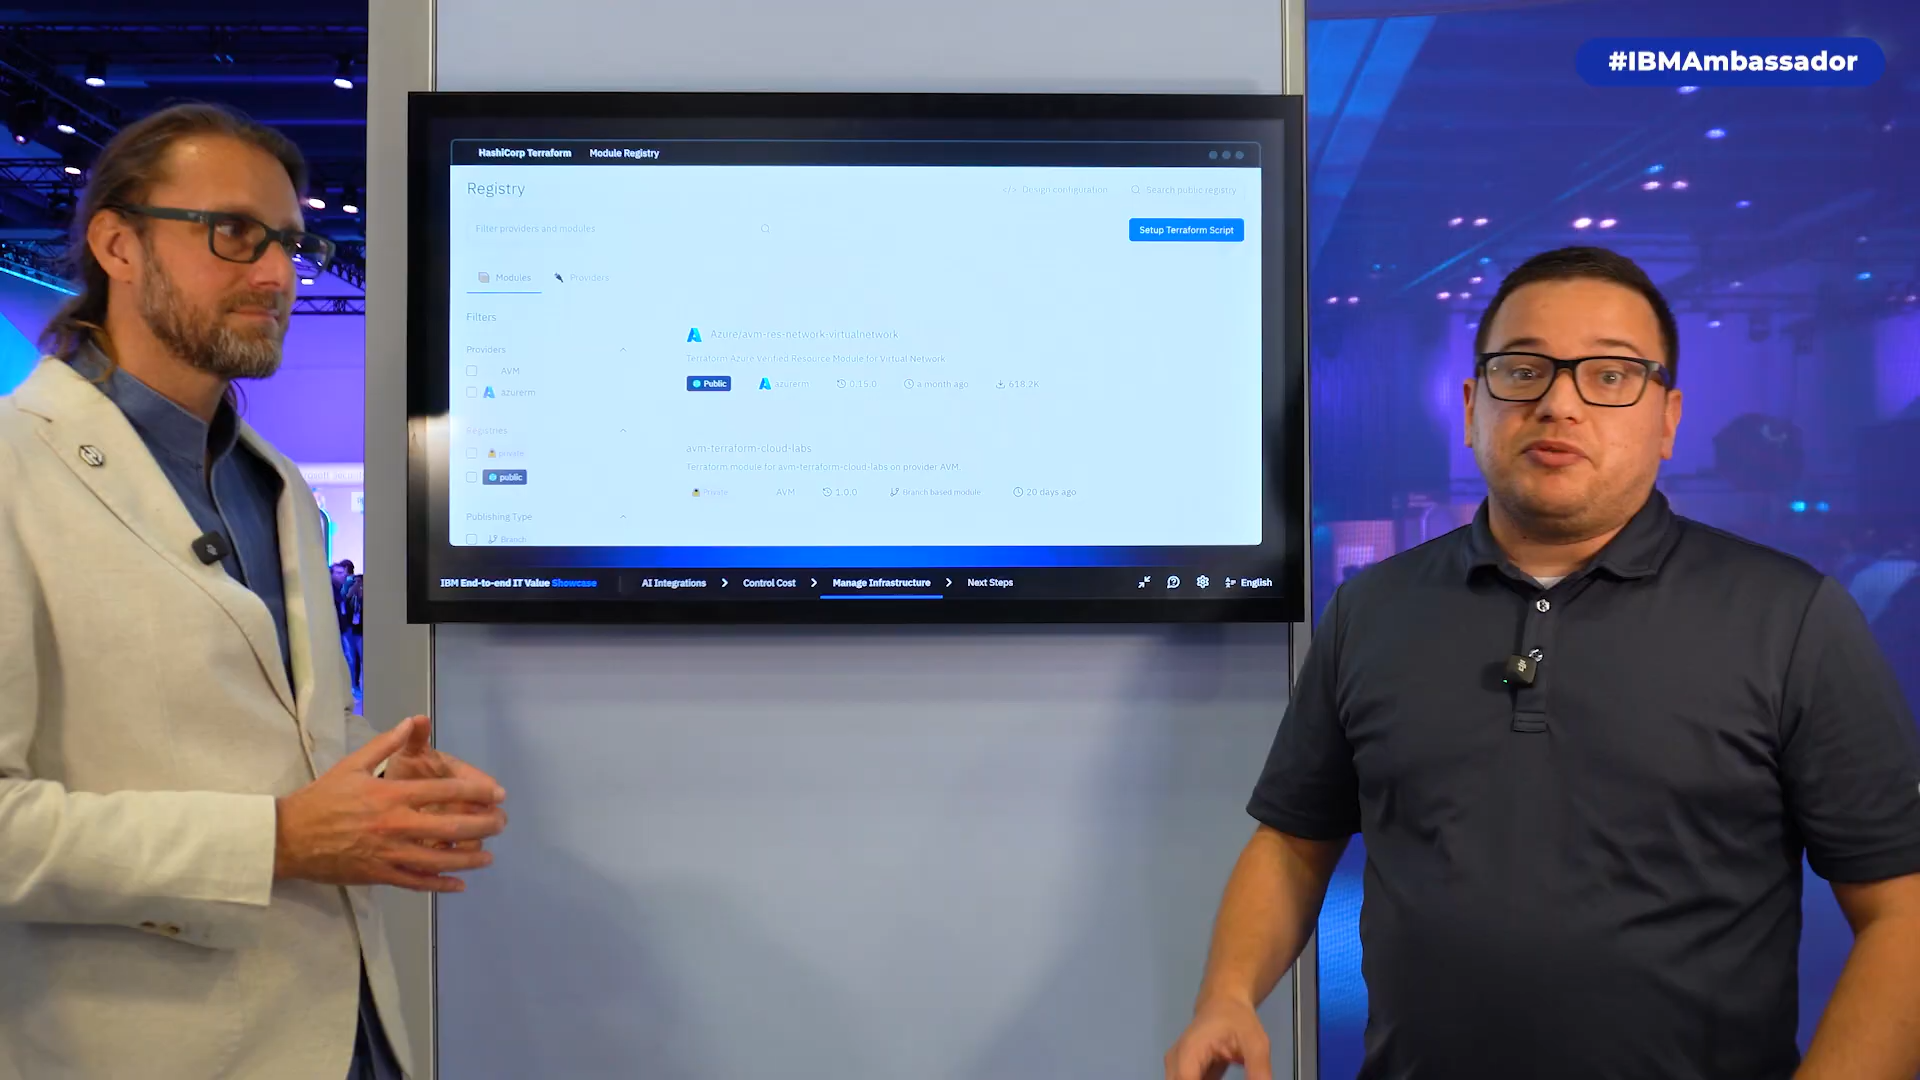 #IBMAmbassador
HashiCorp Terraform Module Registry
Registry
</> Design configuration Search public registry
Filter providers and modules
Setup Terraform Script
Modules Providers
Filters
Providers
AVM
azurerm
Registries
private
public
Publishing Type
Branch
Azure/avm-res-network-virtualnetwork
Terraform Azure Verified Resource Module for Virtual Network
Public azurerm 0.15.0 a month ago 618.2K
avm-terraform-cloud-labs
Terraform module for avm-terraform-cloud-labs on provider AVM
Private AVM 1.0.0 Branch based module 20 days ago
IBM End-to-end IT Value Showcase AI Integrations Control Cost Manage Infrastructure Next Steps English